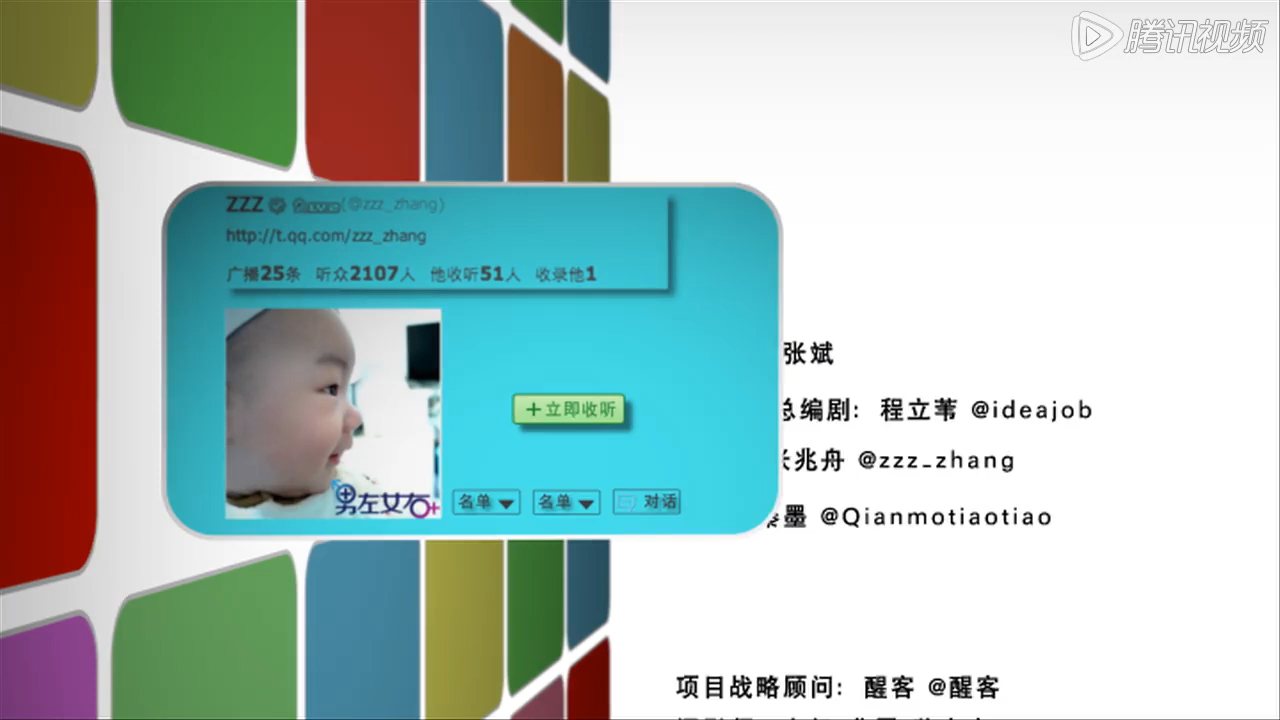 腾讯视频
ZZZ (@zzz_zhang)
http://t.qq.com/zzz_zhang
广播25条 听众2107人 他收听51人 收录他1
立即收听
男左女右
名单 名单 对话
张斌
总编剧: 程立苇 @ideajob
兆舟 @zzz_zhang
墨 @Qianmotiaotiao
项目战略顾问: 醒客 @醒客